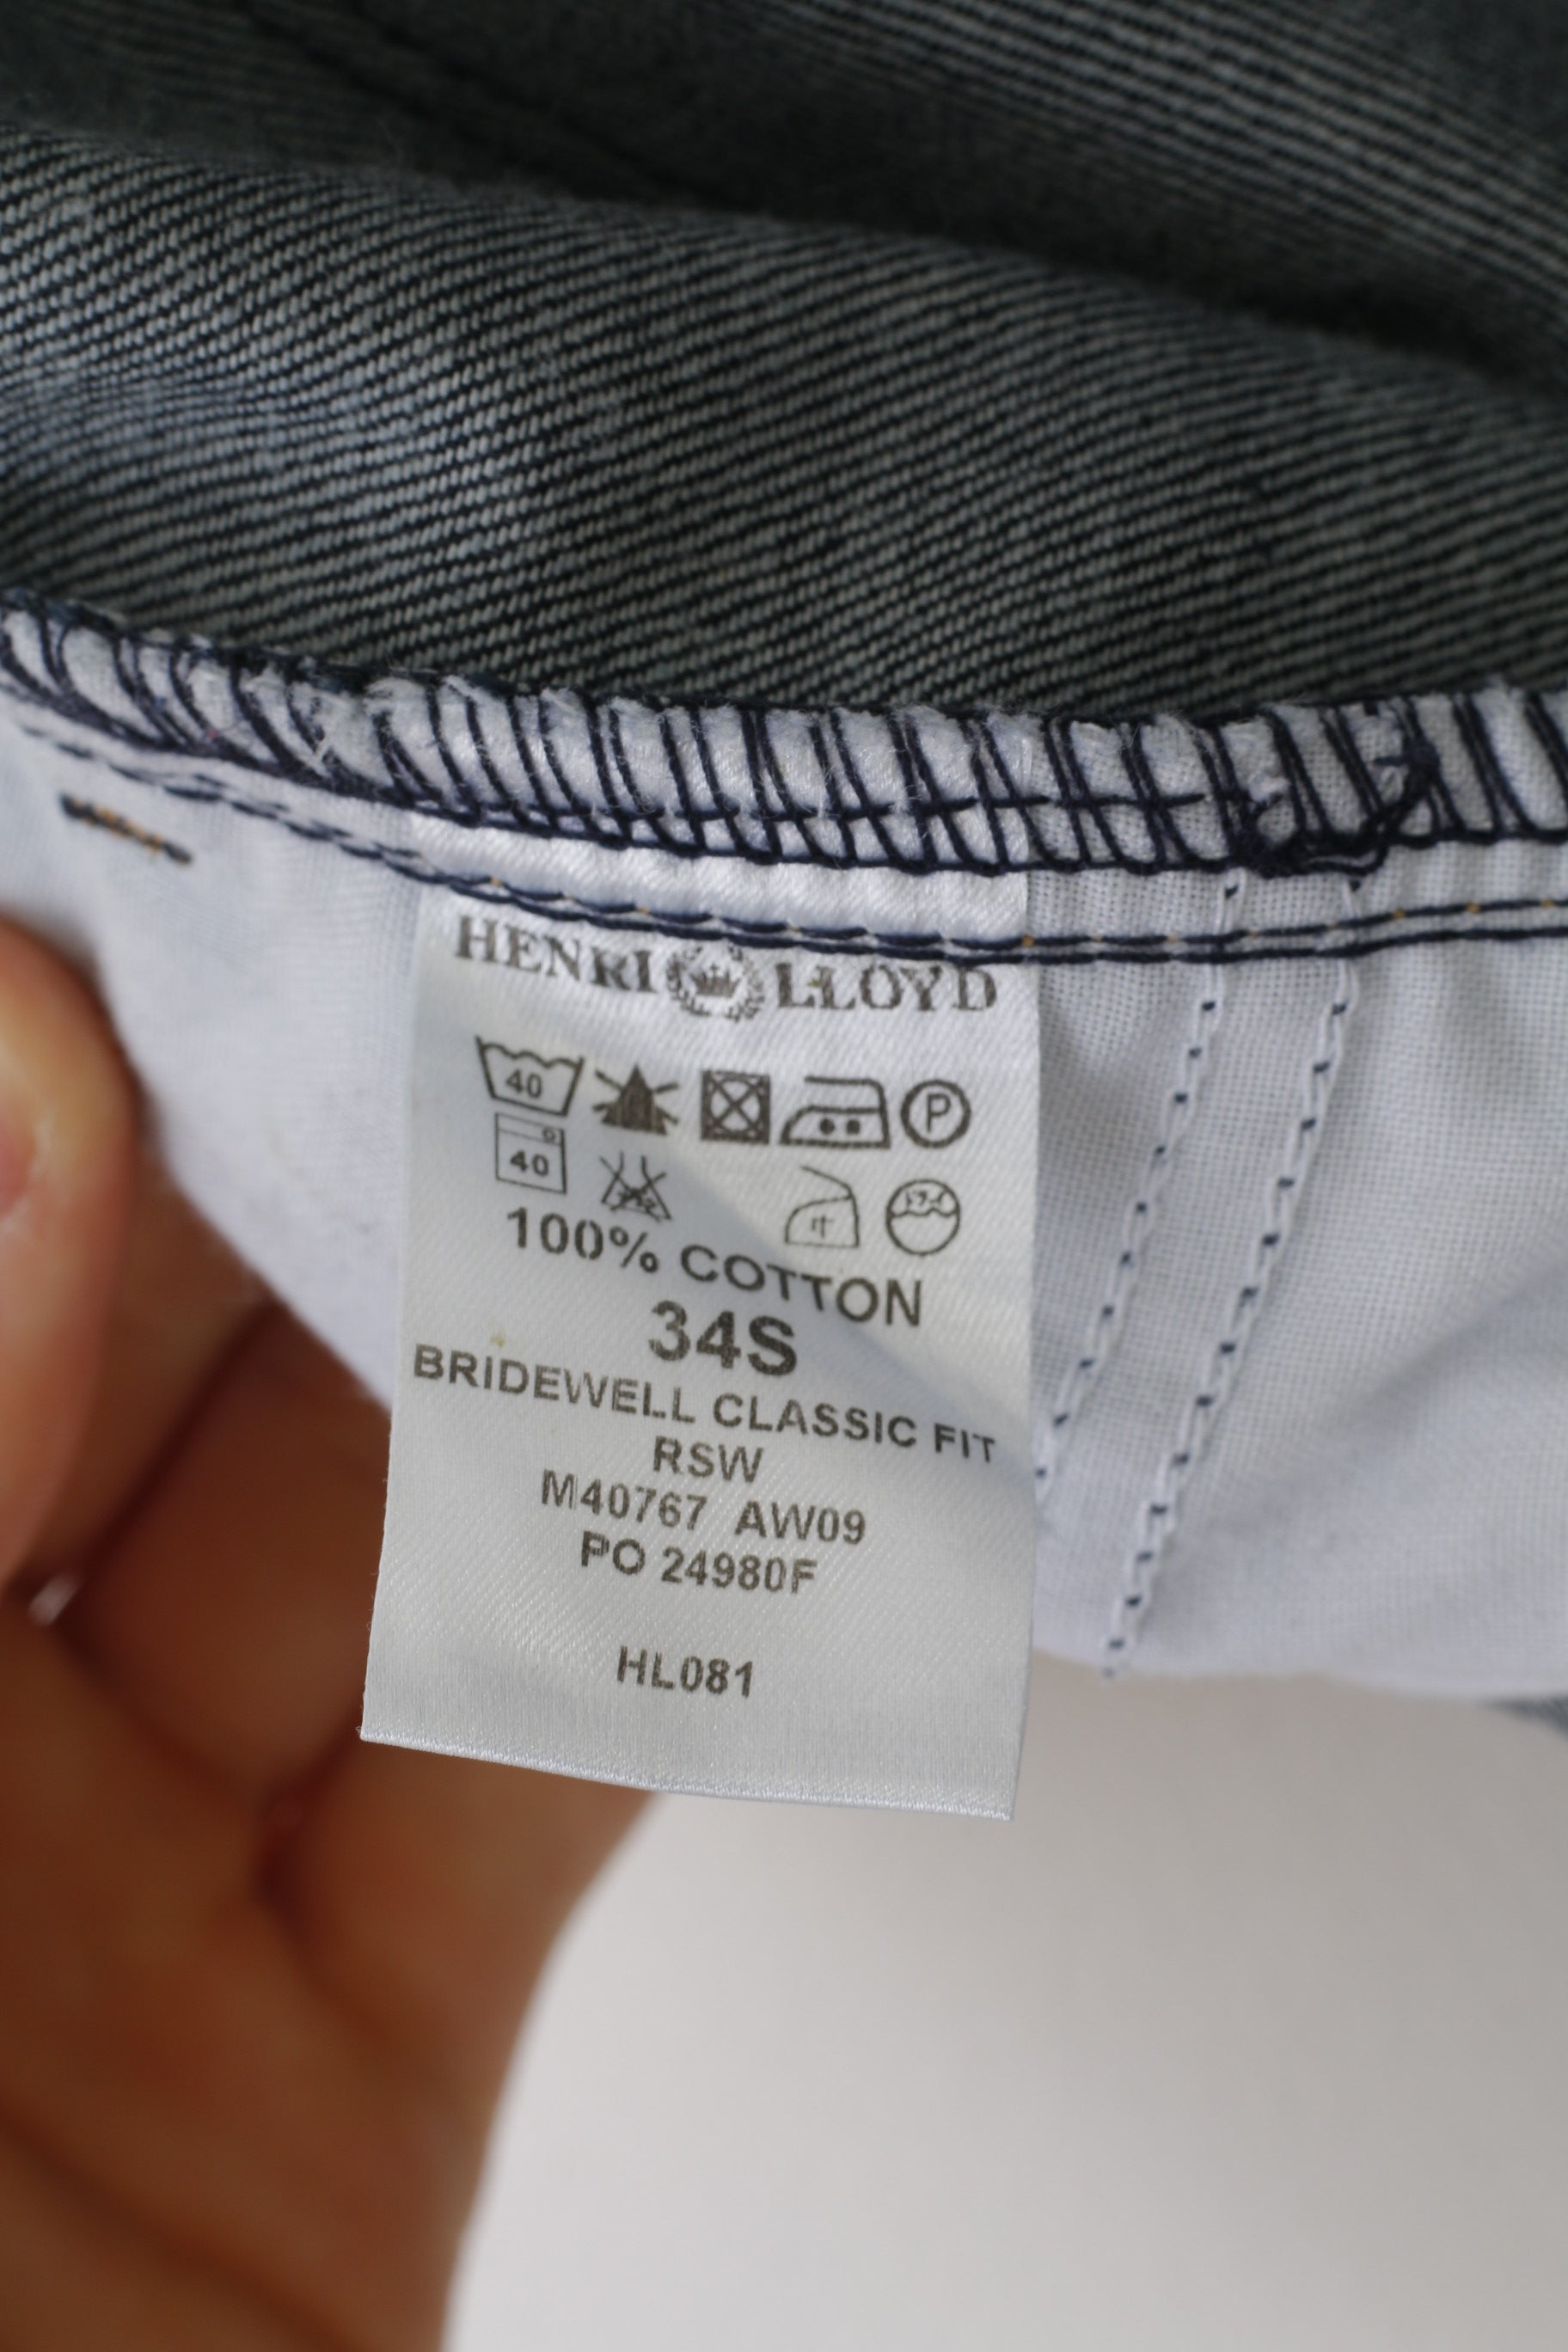 HENRI LLOYD
40 P
40
100% COTTON
34S
BRIDEWELL CLASSIC FIT
RSW
M40767 AW09
PO 24980F
HL081